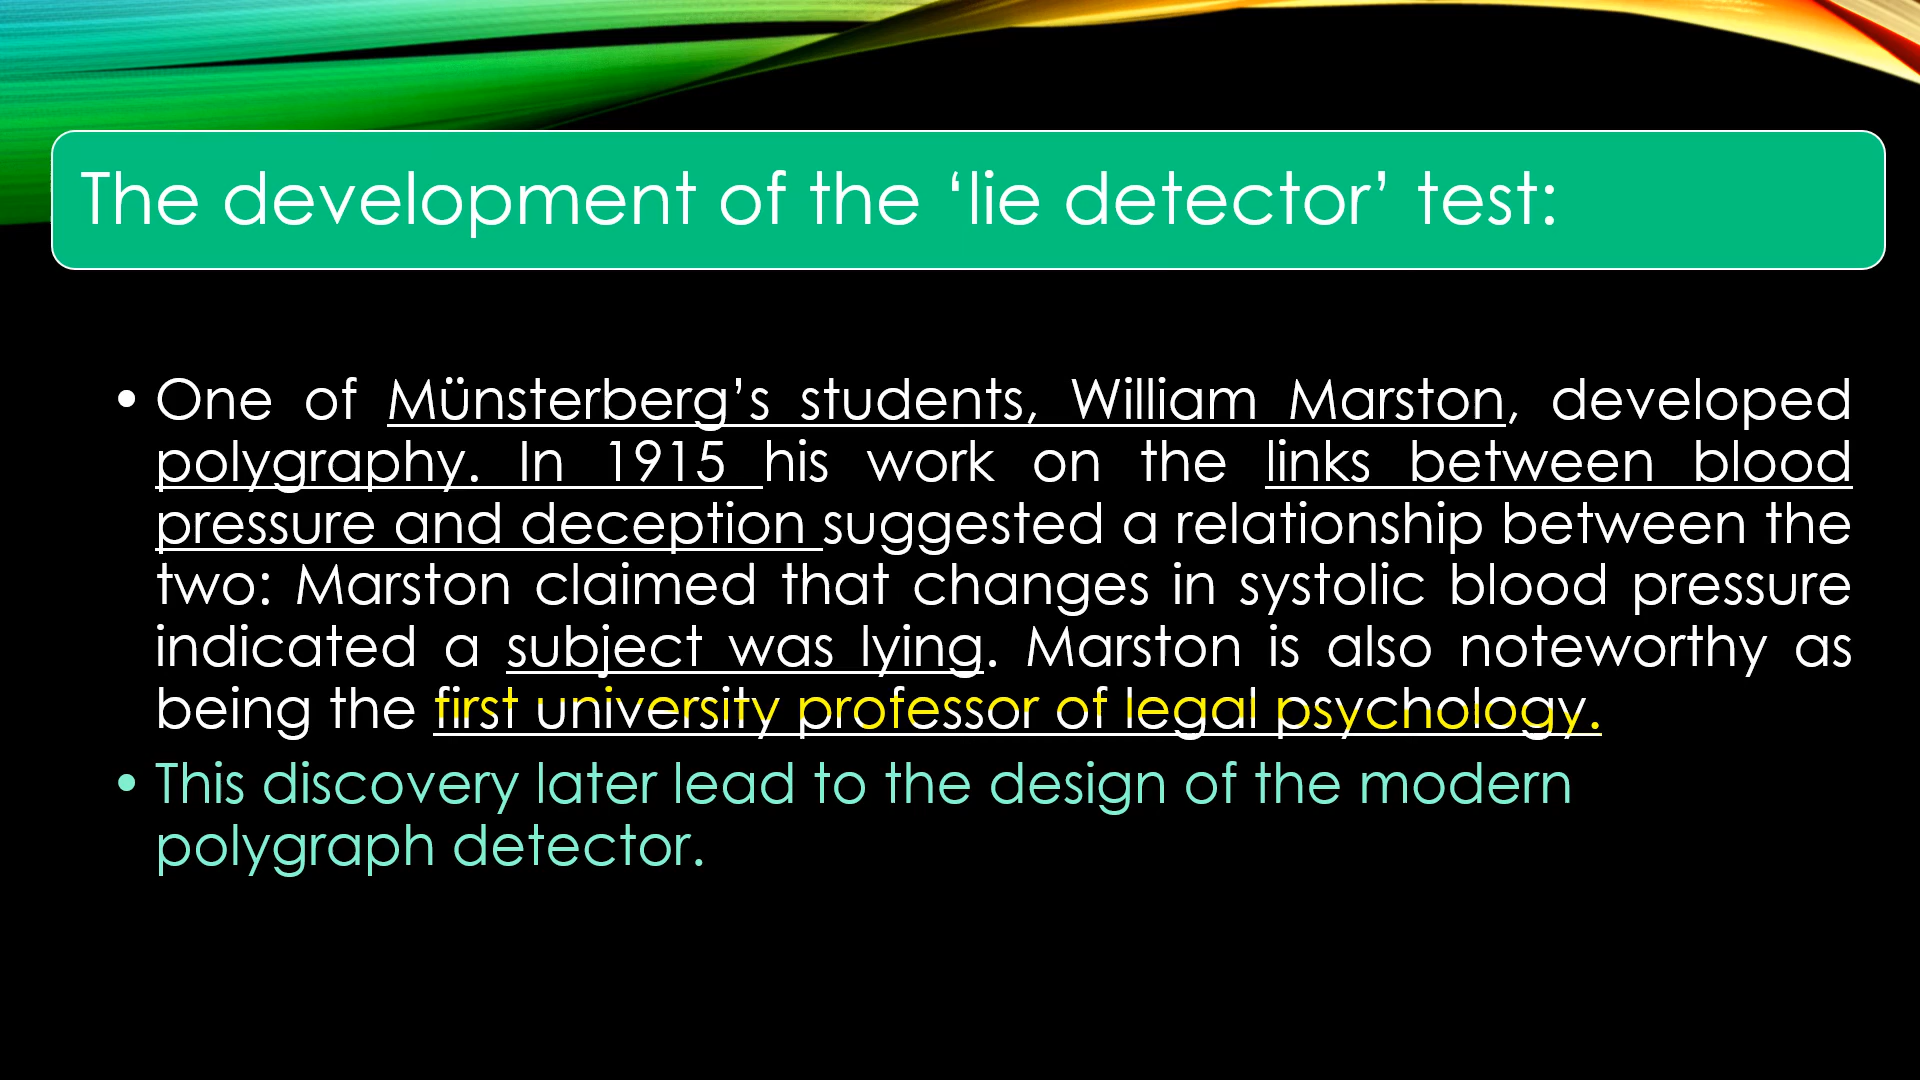 The development of the ‘lie detector’ test:
• One of Münsterberg’s students, William Marston, developed
polygraphy. In 1915 his work on the links between blood
pressure and deception suggested a relationship between the
two: Marston claimed that changes in systolic blood pressure
indicated a subject was lying. Marston is also noteworthy as
being the first university professor of legal psychology.
• This discovery later lead to the design of the modern
polygraph detector.